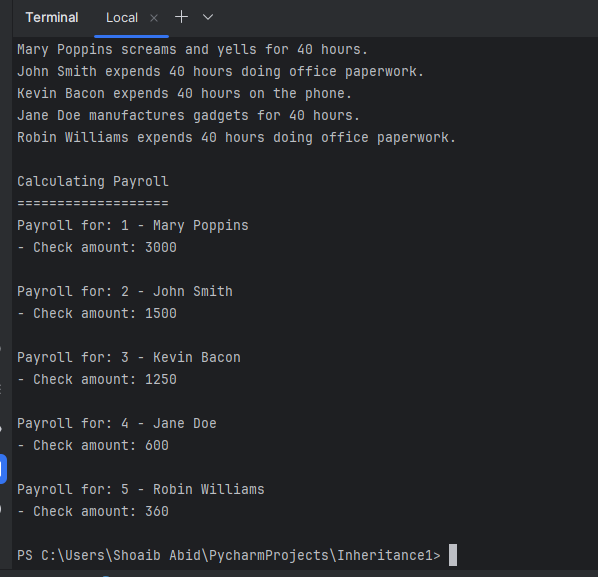 Terminal Local × + ∨
Mary Poppins screams and yells for 40 hours.
John Smith expends 40 hours doing office paperwork.
Kevin Bacon expends 40 hours on the phone.
Jane Doe manufactures gadgets for 40 hours.
Robin Williams expends 40 hours doing office paperwork.
Calculating Payroll
===================
Payroll for: 1 - Mary Poppins
- Check amount: 3000
Payroll for: 2 - John Smith
- Check amount: 1500
Payroll for: 3 - Kevin Bacon
- Check amount: 1250
Payroll for: 4 - Jane Doe
- Check amount: 600
Payroll for: 5 - Robin Williams
- Check amount: 360
PS C:\Users\Shoaib Abid\PycharmProjects\Inheritance1>